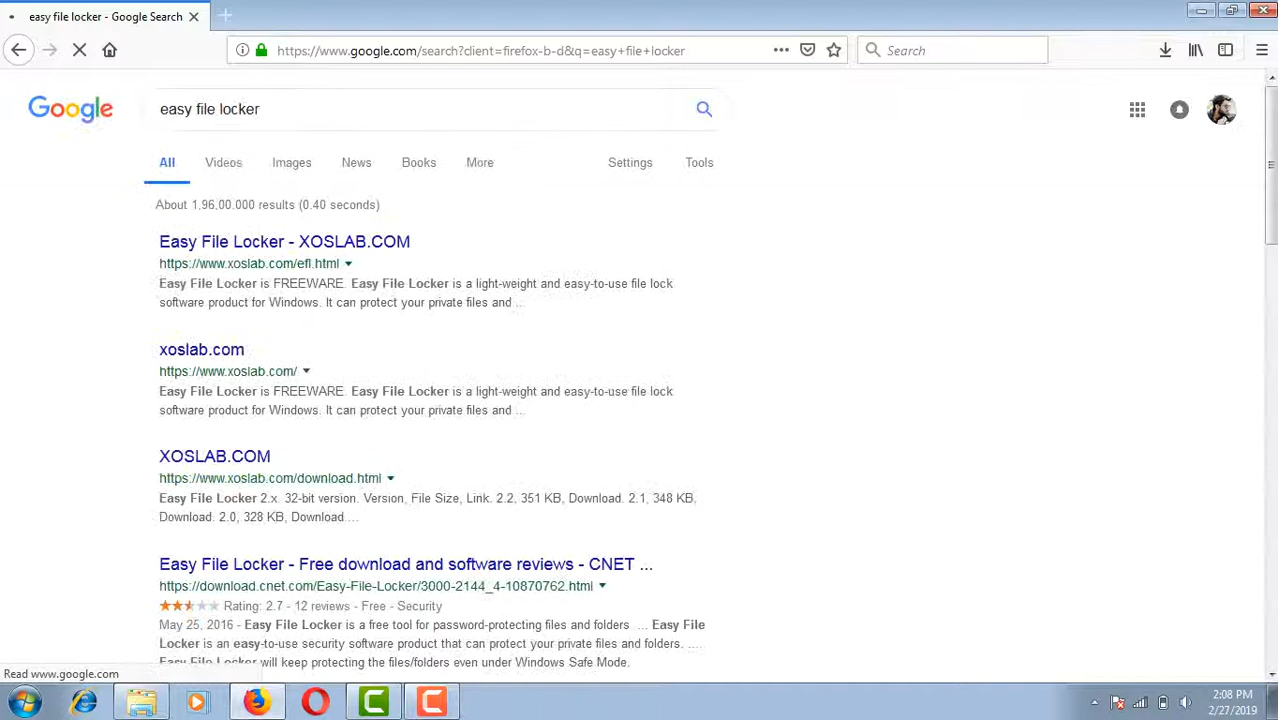 easy file locker - Google Search
https://www.google.com/search?client=firefox-b-d&q=easy+file+locker
Search
Google
easy file locker
All Videos Images News Books More Settings Tools
About 1,96,00,000 results (0.40 seconds)
Easy File Locker - XOSLAB.COM
https://www.xoslab.com/efl.html
Easy File Locker is FREEWARE. Easy File Locker is a light-weight and easy-to-use file lock
software product for Windows. It can protect your private files and ...
xoslab.com
https://www.xoslab.com/
Easy File Locker is FREEWARE. Easy File Locker is a light-weight and easy-to-use file lock
software product for Windows. It can protect your private files and ...
XOSLAB.COM
https://www.xoslab.com/download.html
Easy File Locker 2.x. 32-bit version. Version, File Size, Link. 2.2, 351 KB, Download. 2.1, 348 KB,
Download. 2.0, 328 KB, Download....
Easy File Locker - Free download and software reviews - CNET ...
https://download.cnet.com/Easy-File-Locker/3000-2144_4-10870762.html
Rating: 2.7 - 12 reviews - Free - Security
May 25, 2016 - Easy File Locker is a free tool for password-protecting files and folders ... Easy File
Locker is an easy-to-use security software product that can protect your private files and folders. ....
Easy File Locker will keep protecting the files/folders even under Windows Safe Mode.
Read www.google.com
2:08 PM
2/27/2019